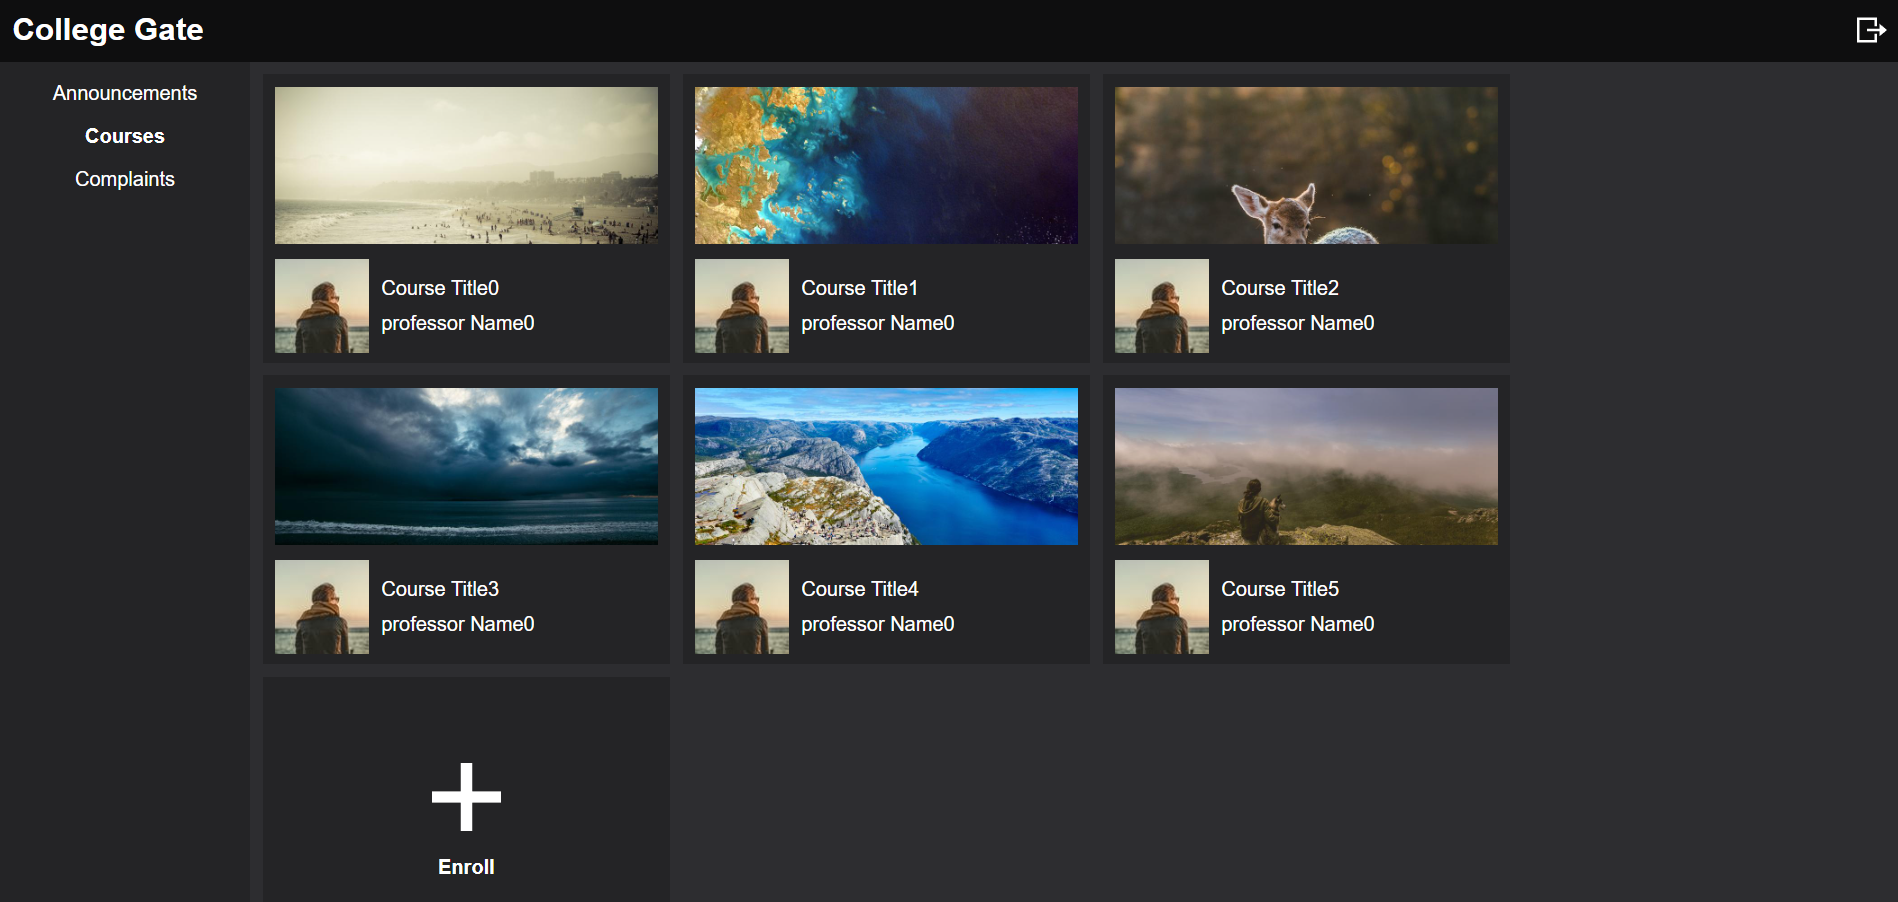 College Gate
Announcements
Courses
Complaints
Course Title0
professor Name0
Course Title1
professor Name0
Course Title2
professor Name0
Course Title3
professor Name0
Course Title4
professor Name0
Course Title5
professor Name0
Enroll